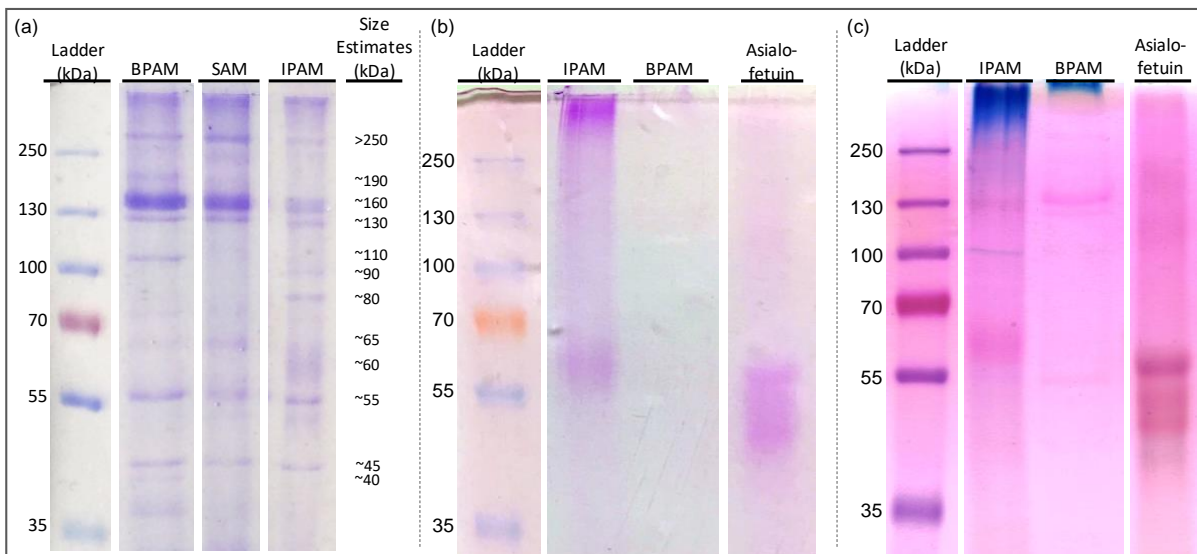 (a)
Ladder
(kDa)
BPAM
SAM
IPAM
Size
Estimates
(kDa)
250
130
100
70
55
35
>250
~190
~160
~130
~110
~90
~80
~65
~60
~55
~45
~40
(b)
Ladder
(kDa)
IPAM
BPAM
Asialo-
fetuin
250
130
100
70
55
35
(c)
Ladder
(kDa)
IPAM
BPAM
Asialo-
fetuin
250
130
100
70
55
35